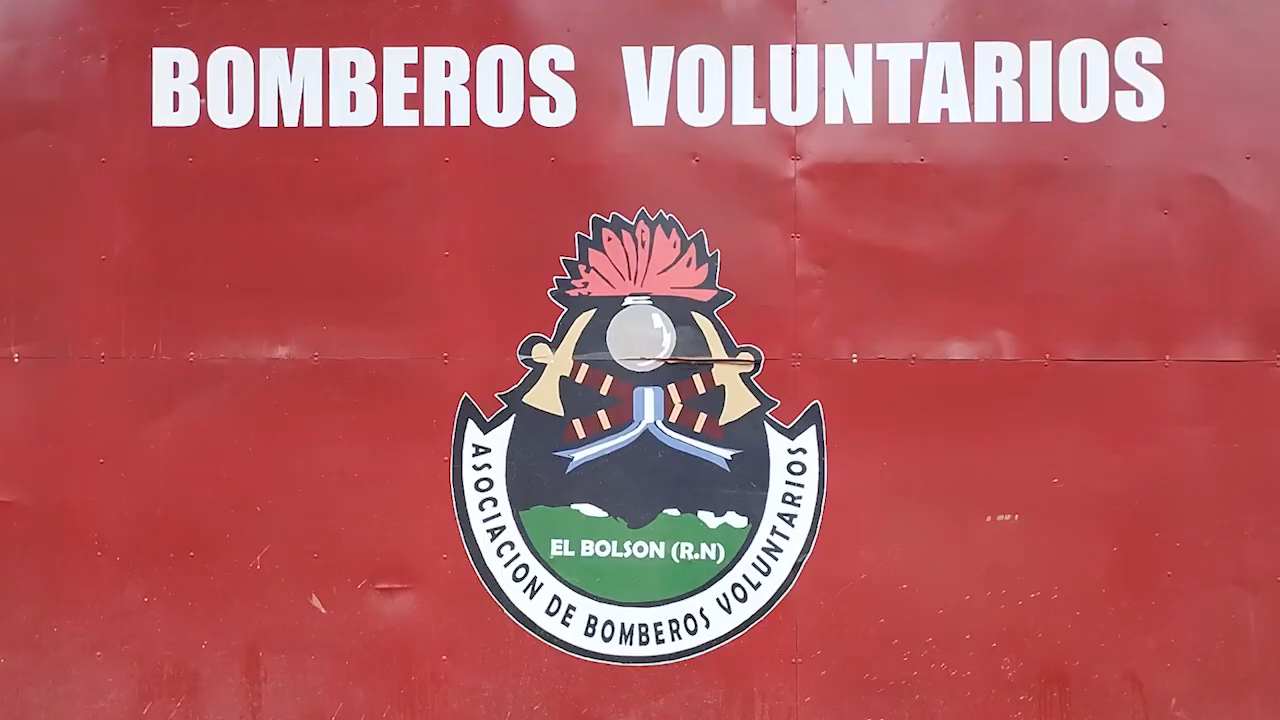 BOMBEROS VOLUNTARIOS
EL BOLSON (R.N)
ASOCIACION DE BOMBEROS VOLUNTARIOS